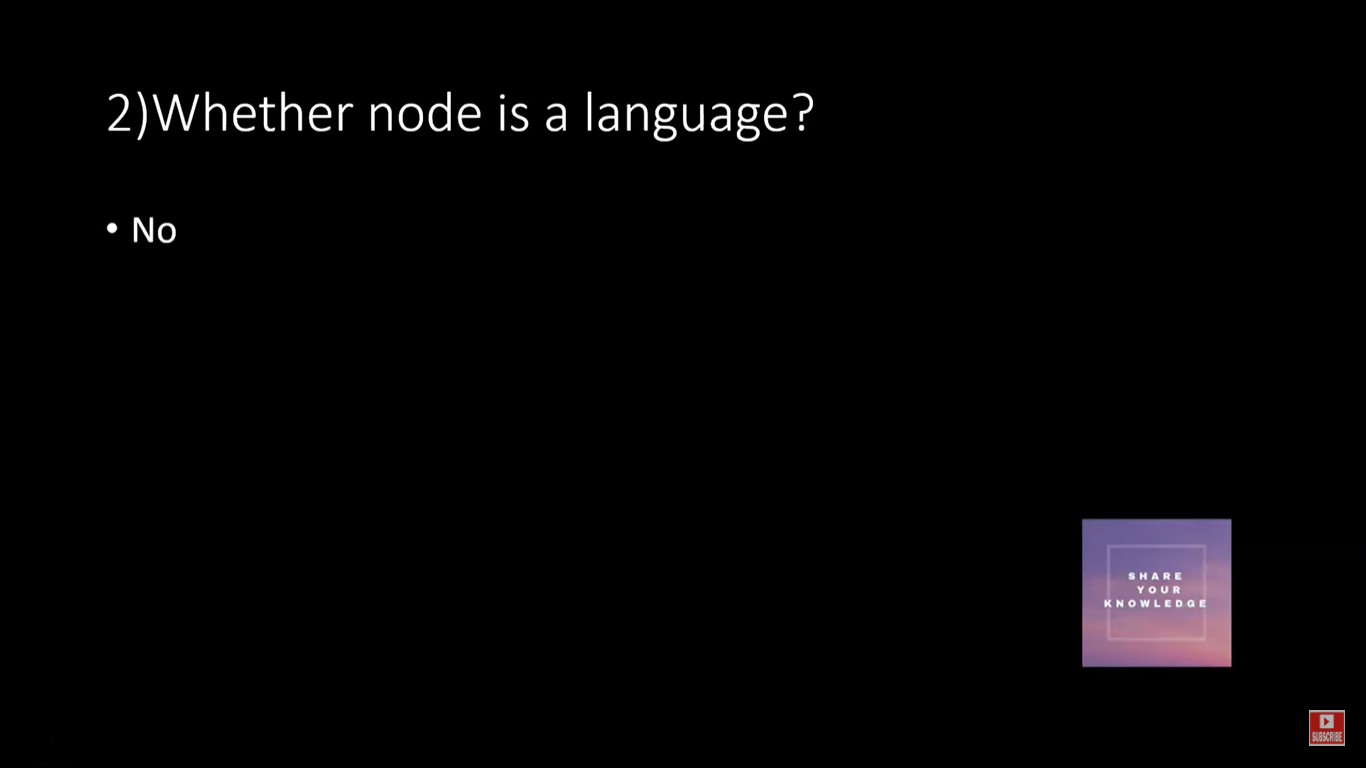 2)Whether node is a language?
• No
SHARE
YOUR
KNOWLEDGE
SUBSCRIBE